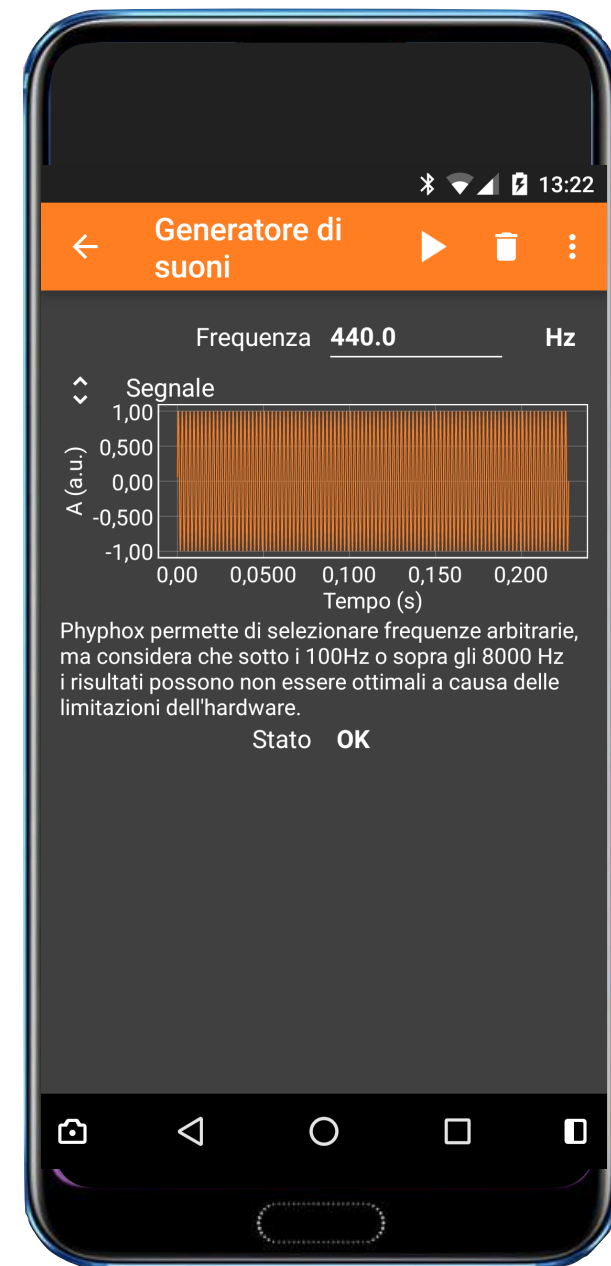 13:22
Generatore di
suoni
Frequenza 440.0 Hz
Segnale
1,00
0,500
0,00
-0,500
-1,00
A (a.u.)
0,00 0,0500 0,100 0,150 0,200
Tempo (s)
Phyphox permette di selezionare frequenze arbitrarie,
ma considera che sotto i 100Hz o sopra gli 8000 Hz
i risultati possono non essere ottimali a causa delle
limitazioni dell'hardware.
Stato OK